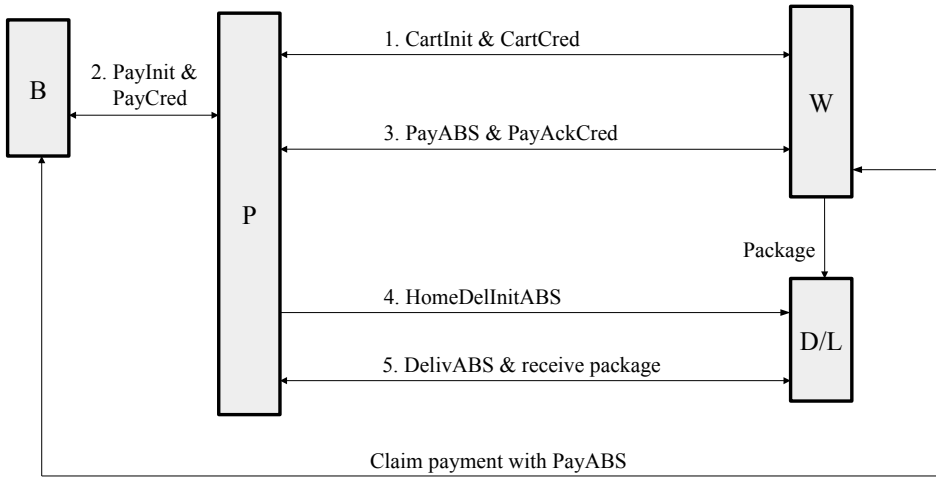 1. CartInit & CartCred
2. PayInit &
PayCred
B
W
3. PayABS & PayAckCred
P
Package
4. HomeDelInitABS
D/L
5. DelivABS & receive package
Claim payment with PayABS